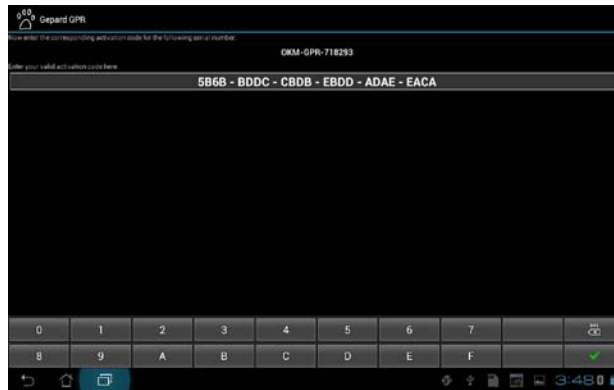 Gepard GPR
Now enter the corresponding activation code for the following serial number.
OKM-GPR-718293
Enter your valid activation code here:
5B6B - BDDC - CBDB - EBDD - ADAE - EACA
0 1 2 3 4 5 6 7
8 9 A B C D E F
3:48